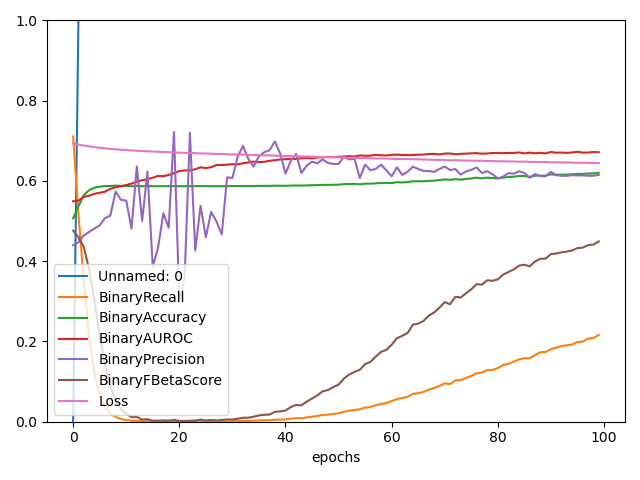 1.0
0.8
0.6
0.4
0.2
0.0
Unnamed: 0
BinaryRecall
BinaryAccuracy
BinaryAUROC
BinaryPrecision
BinaryFBetaScore
Loss
0 20 40 60 80 100
epochs